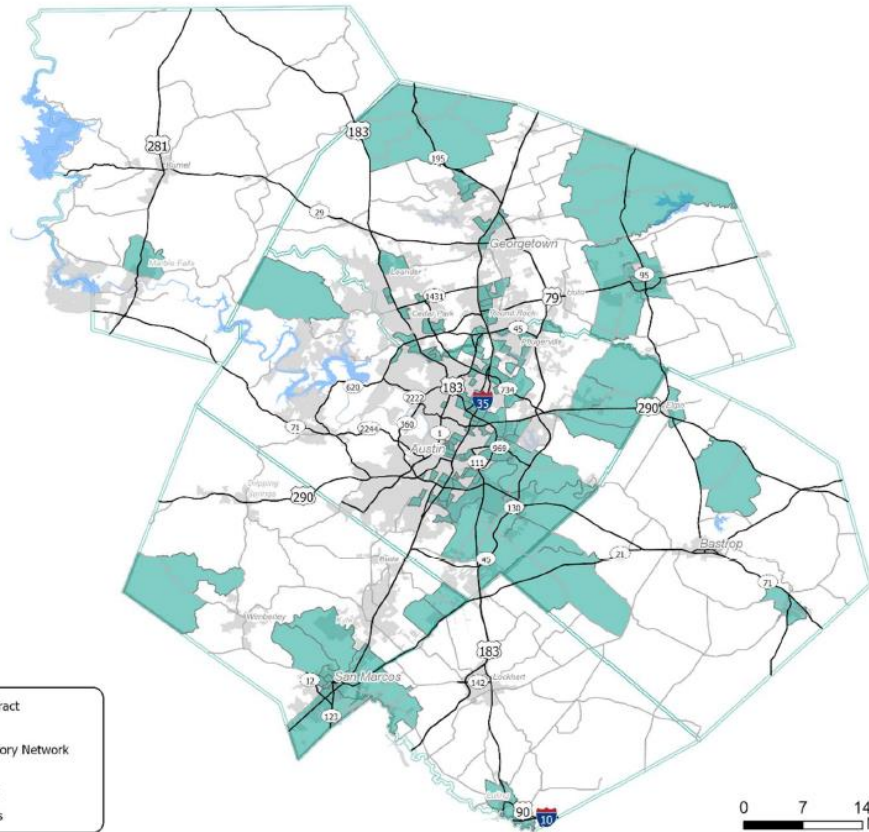 183
281
195
Burnet
29
Georgetown
Marble Falls
95
Leander
Hutto
1431
79
Cedar Park
Round Rock
45
Pflugerville
183
620
734
2222
35
290
Elgin
71
2244
360
1
969
Austin
111
Dripping
Springs
290
130
Bastrop
21
Buda
45
71
Wimberley
183
12
San Marcos
142
Lockhart
123
ract
ory Network
s
Luling
90
10
0 7 14